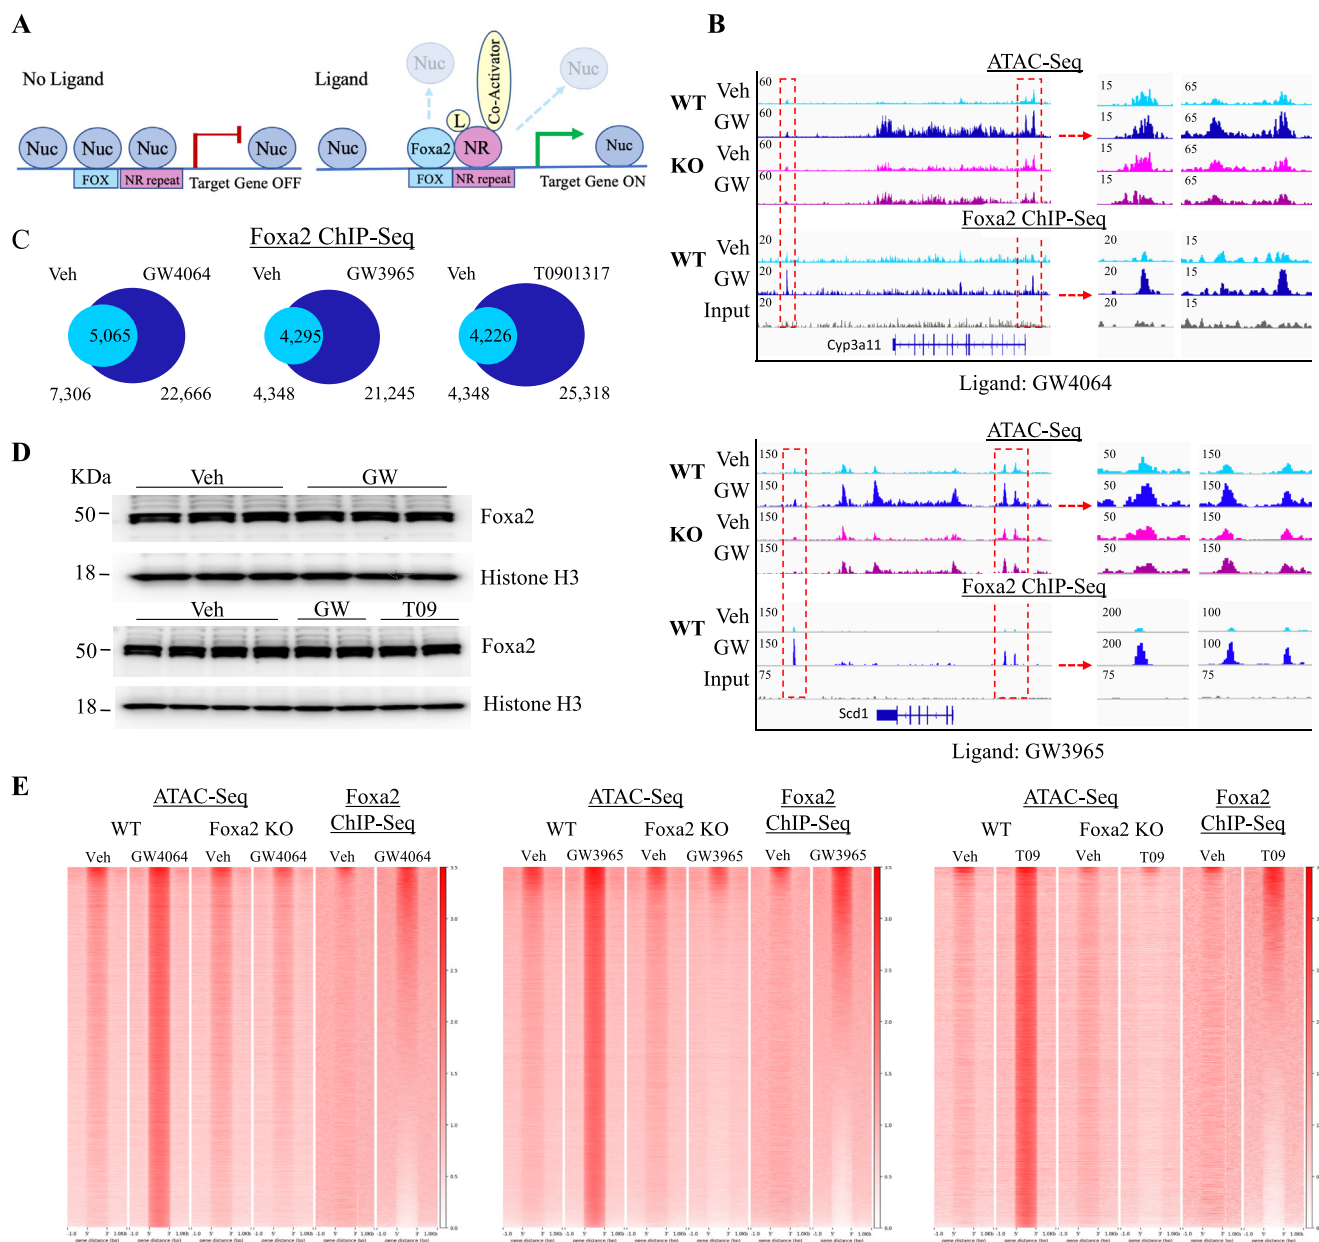 A
No Ligand
Ligand
Nuc
Nuc
Co-Activator
L
Nuc
Nuc
Nuc
Nuc
Nuc
Foxa2
NR
Nuc
FOX
NR repeat
Target Gene OFF
FOX
NR repeat
Target Gene ON
B
ATAC-Seq
WT
Veh
60
15
65
GW
60
15
65
KO
Veh
60
15
65
GW
60
15
65
Foxa2 ChIP-Seq
WT
Veh
20
20
15
GW
20
20
15
Input
20
20
15
Cyp3a11
Ligand: GW4064
ATAC-Seq
WT
Veh
150
50
150
GW
150
50
150
KO
Veh
150
50
150
GW
150
50
150
Foxa2 ChIP-Seq
WT
Veh
150
200
100
GW
150
200
100
Input
75
75
75
Scd1
Ligand: GW3965
C
Foxa2 ChIP-Seq
Veh GW4064
5,065
7,306 22,666
Veh GW3965
4,295
4,348 21,245
Veh T0901317
4,226
4,348 25,318
D
KDa
Veh GW
50
Foxa2
18
Histone H3
Veh GW T09
50
Foxa2
18
Histone H3
E
ATAC-Seq
Foxa2
ChIP-Seq
WT Foxa2 KO
Veh GW4064 Veh GW4064 Veh GW4064
ATAC-Seq
Foxa2
ChIP-Seq
WT Foxa2 KO
Veh GW3965 Veh GW3965 Veh GW3965
ATAC-Seq
Foxa2
ChIP-Seq
WT Foxa2 KO
Veh T09 Veh T09 Veh T09